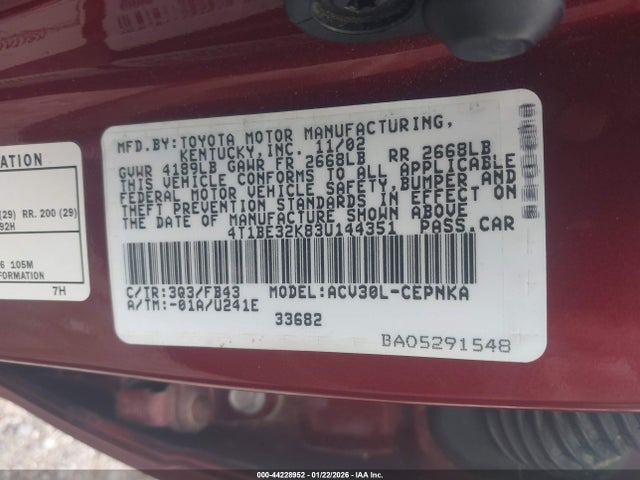 ATION
(29) RR. 200 (29)
92H
6 105M
FORMATION
7H
MFD.BY:TOYOTA MOTOR MANUFACTURING,
KENTUCKY, INC. 11/02
GVWR 4189LB GAWR FR 2668LB RR 2668LB
THIS VEHICLE CONFORMS TO ALL APPLICABLE
FEDERAL MOTOR VEHICLE SAFETY, BUMPER AND
THEFT PREVENTION STANDARDS IN EFFECT ON
THE DATE OF MANUFACTURE SHOWN ABOVE
4T1BE32K83U144351 PASS.CAR
C/TR:3Q3/FB43 MODEL:ACV30L-CEPNKA
A/TM:-01A/U241E
33682
BA05291548
000-44228952 - 01/22/2026 - IAA Inc.